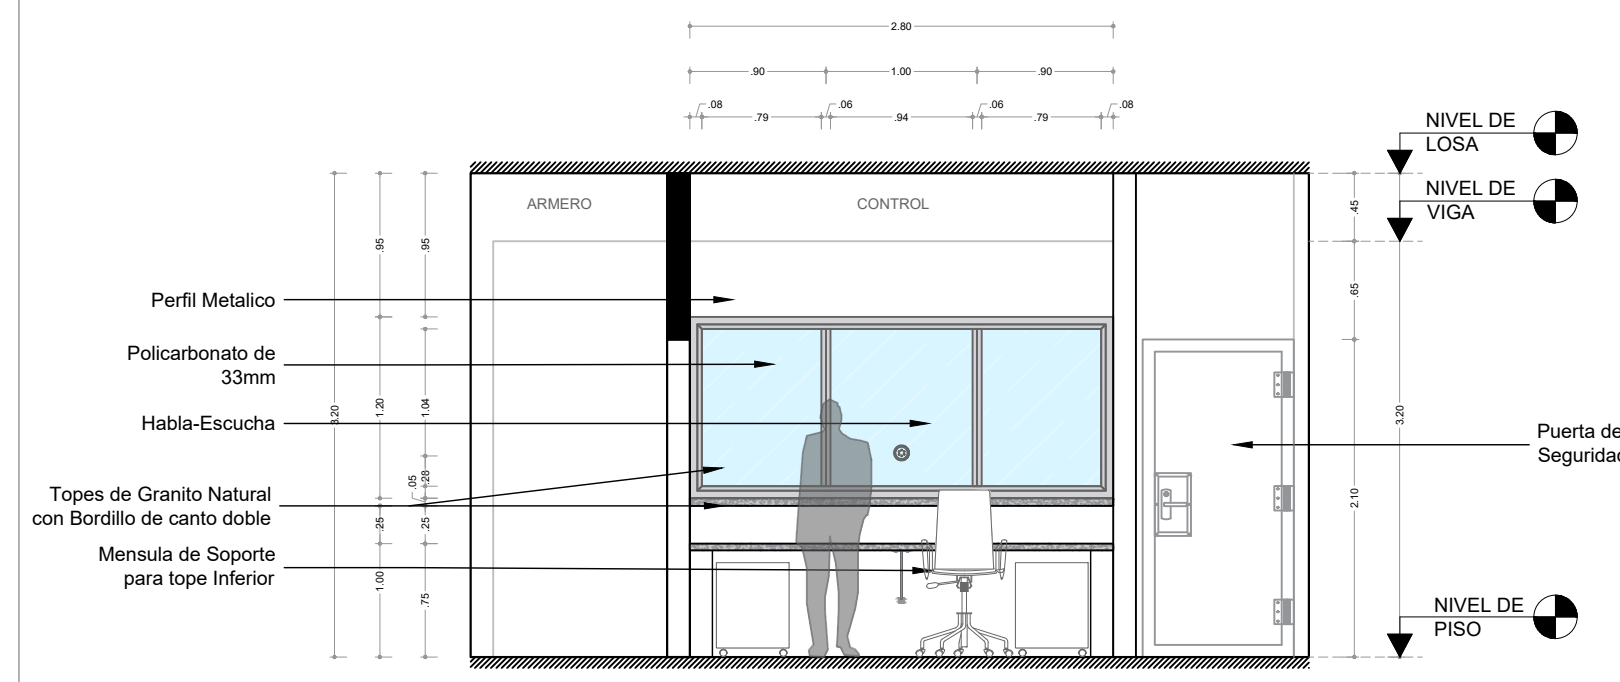 2.80
.90
1.00
.90
.08
.06
.06
.08
.79
.94
.79
NIVEL DE
LOSA
NIVEL DE
VIGA
ARMERO
CONTROL
.45
.95
.95
.65
Perfil Metalico
Policarbonato de
33mm
3.20
1.20
1.04
3.20
Habla-Escucha
Puerta de
Seguridad
.05
.28
Topes de Granito Natural
con Bordillo de canto doble
.25
.25
2.10
Mensula de Soporte
para tope Inferior
1.00
.75
NIVEL DE
PISO